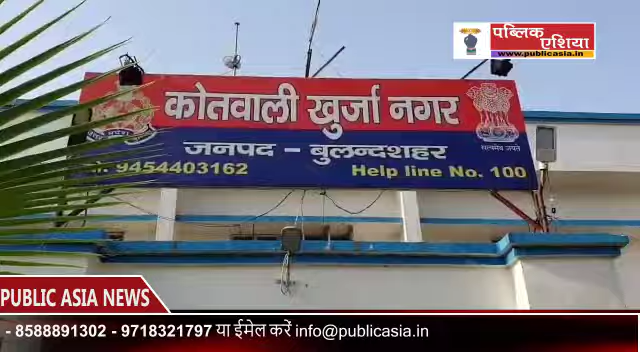 पब्लिक
एशिया
www.publicasia.in
कोतवाली खुर्जा नगर
जनपद - बुलन्दशहर
सत्यमेव जयते
9454403162 Help line No. 100
PUBLIC ASIA NEWS
- 8588891302 - 9718321797 या ईमेल करें info@publicasia.in